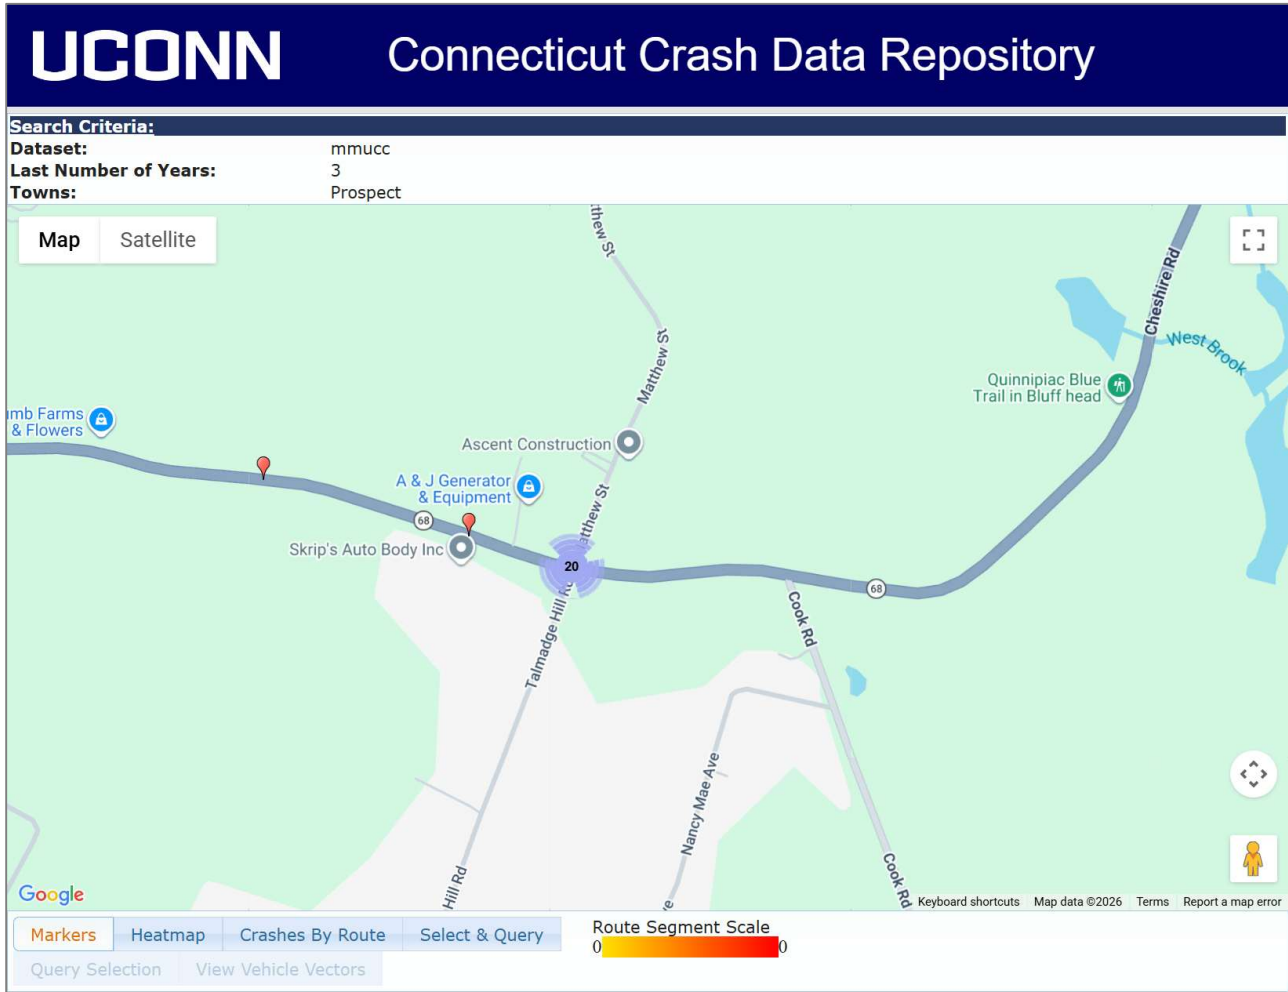 UCONN Connecticut Crash Data Repository
Search Criteria:
Dataset: mmucc
Last Number of Years: 3
Towns: Prospect
Map Satellite
tthew St
Cheshire Rd
West Brook
Matthew St
Quinnipiac Blue
Trail in Bluff head
umb Farms
& Flowers
Ascent Construction
A & J Generator
& Equipment
atthew St
68
Skrip's Auto Body Inc
20
68
Cook Rd
Talmadge Hill Rd
Nancy Mae Ave
Cook Rd
Hill Rd
Google
Keyboard shortcuts Map data ©2026 Terms Report a map error
Markers Heatmap Crashes By Route Select & Query
Route Segment Scale
0 0
Query Selection View Vehicle Vectors